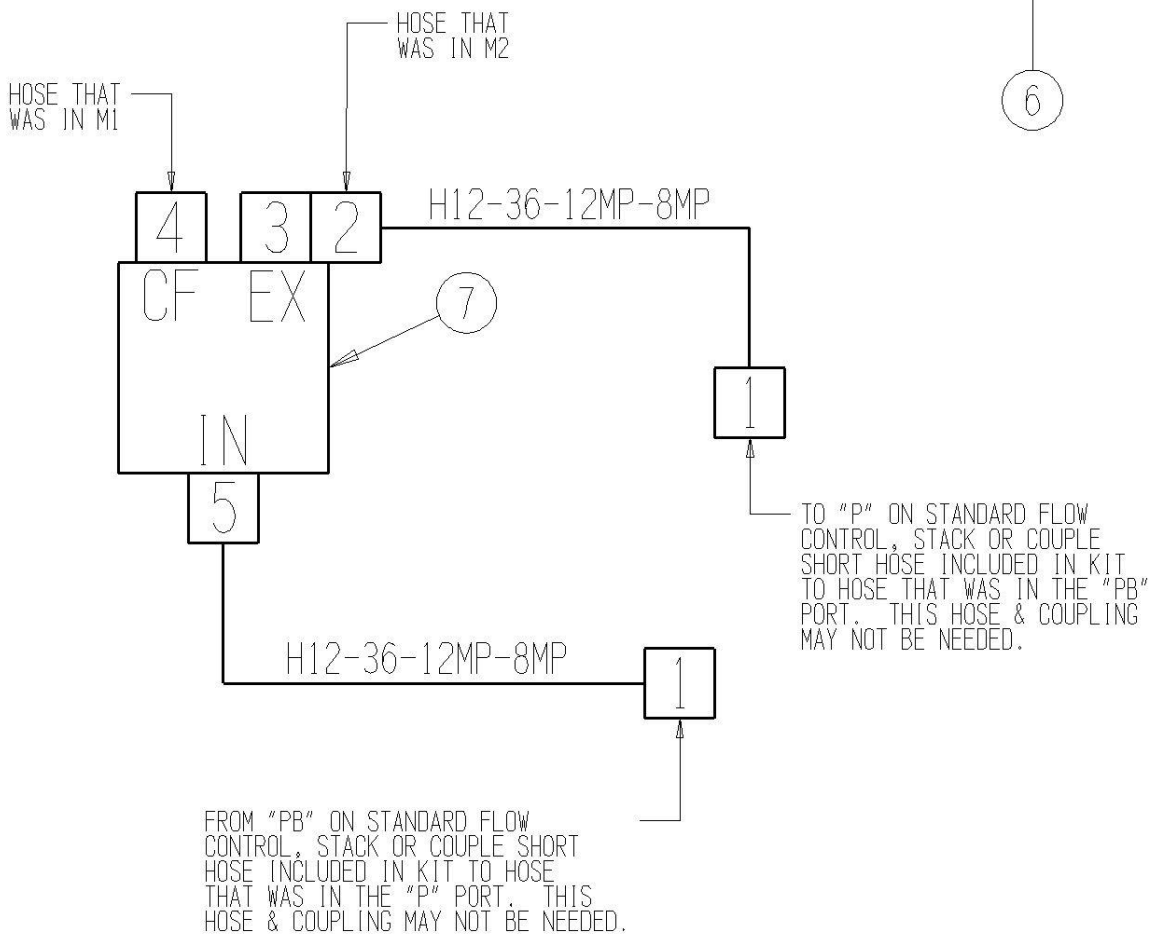 HOSE THAT
WAS IN M2
HOSE THAT
WAS IN M1
6
4
3
2
H12-36-12MP-8MP
CF
EX
7
1
IN
5
TO "P" ON STANDARD FLOW
CONTROL, STACK OR COUPLE
SHORT HOSE INCLUDED IN KIT
TO HOSE THAT WAS IN THE "PB"
PORT. THIS HOSE & COUPLING
MAY NOT BE NEEDED.
H12-36-12MP-8MP
1
FROM "PB" ON STANDARD FLOW
CONTROL, STACK OR COUPLE SHORT
HOSE INCLUDED IN KIT TO HOSE
THAT WAS IN THE "P" PORT. THIS
HOSE & COUPLING MAY NOT BE NEEDED.